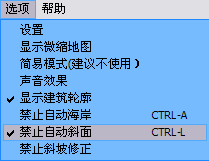 选项 帮助
设置
显示微缩地图
简易模式(建议不使用)
声音效果
✓ 显示建筑轮廓
禁止自动海岸 CTRL-A
✓ 禁止自动斜面 CTRL-L
禁止斜坡修正